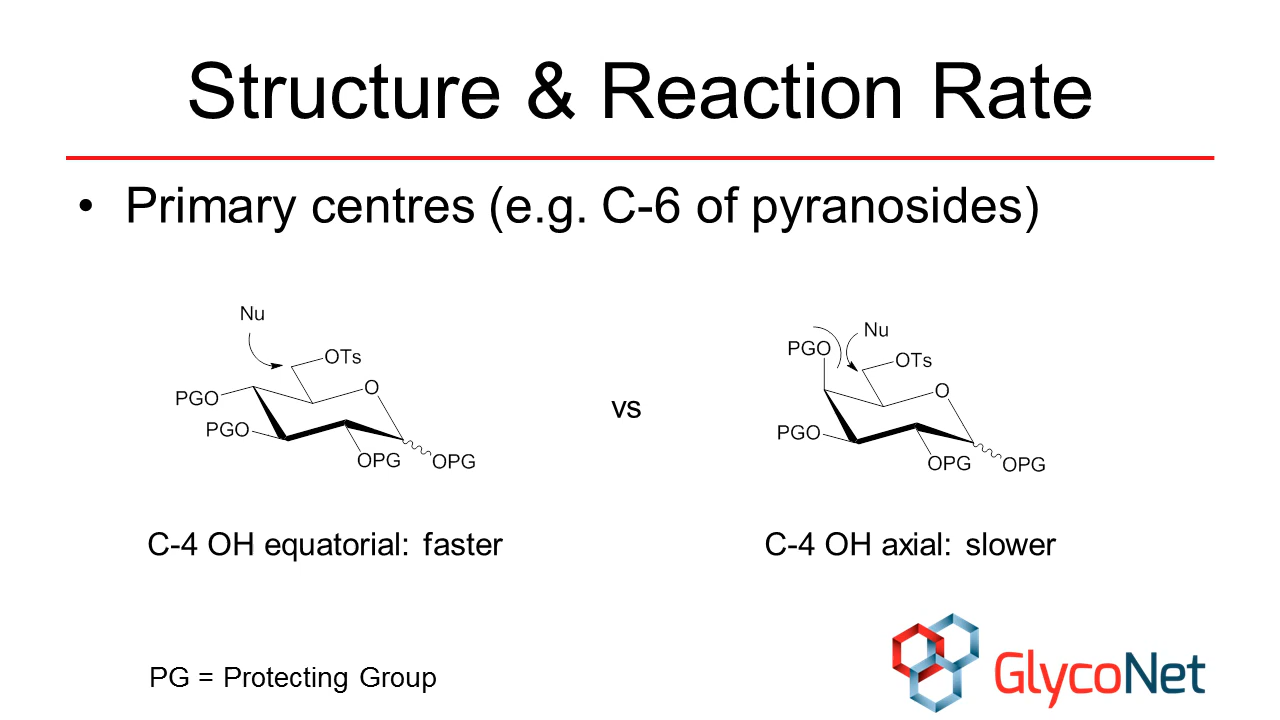 Structure & Reaction Rate
• Primary centres (e.g. C-6 of pyranosides)
Nu
OTs
O
PGO
PGO
OPG
OPG
vs
Nu
PGO
OTs
O
PGO
OPG
OPG
C-4 OH equatorial: faster
C-4 OH axial: slower
PG = Protecting Group
GlycoNet